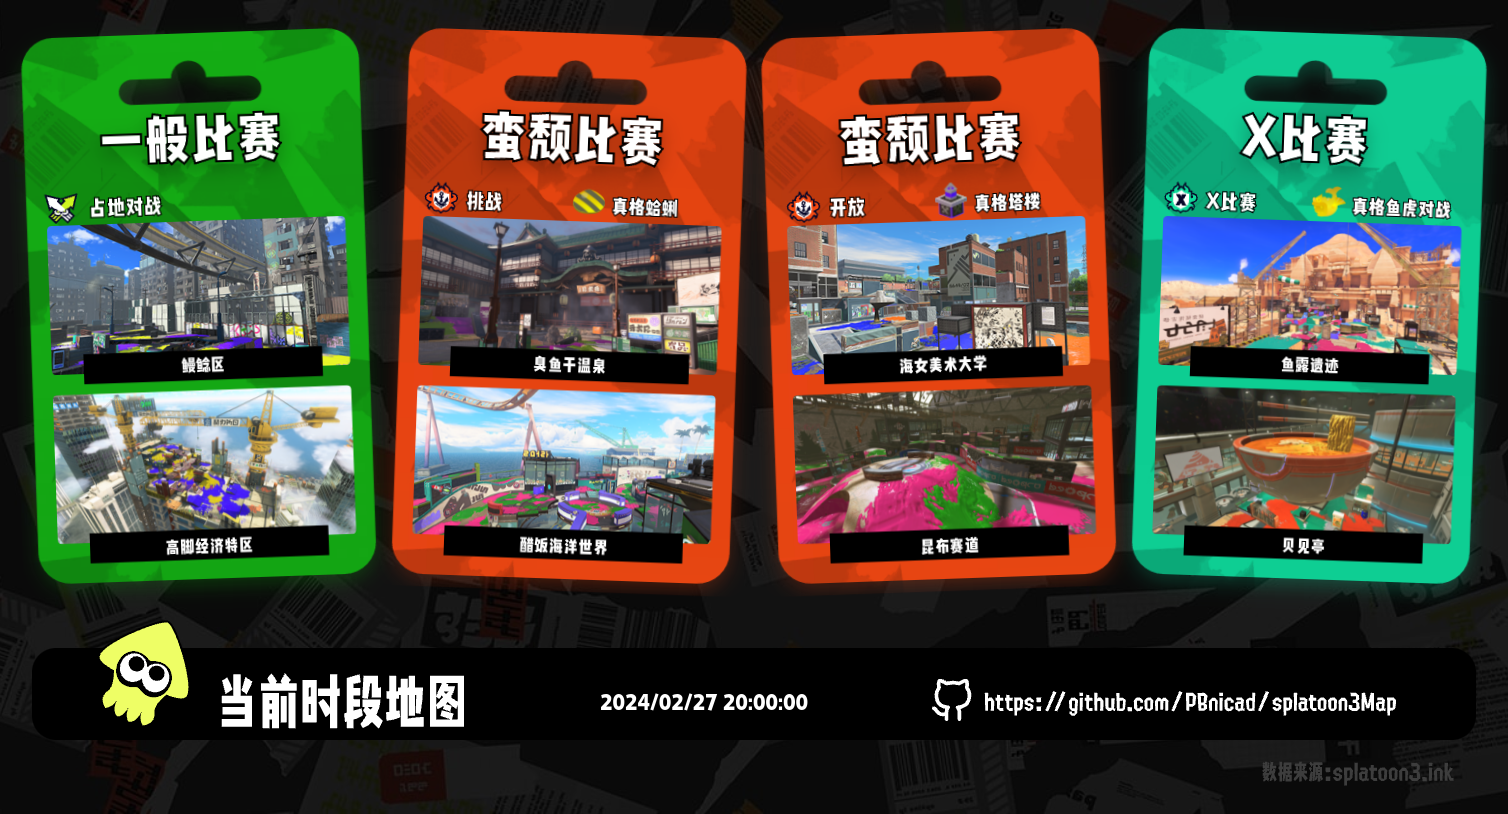 一般比赛
占地对战
鳗鲶区
高脚经济特区
蛮颓比赛
挑战 真格蛤蜊
臭鱼干温泉
醋饭海洋世界
蛮颓比赛
开放 真格塔楼
海女美术大学
昆布赛道
X比赛
X比赛 真格鱼虎对战
鱼露遗迹
贝见亭
当前时段地图
2024/02/27 20:00:00
https://github.com/PBnicad/splatoon3Map
数据来源:splatoon3.ink